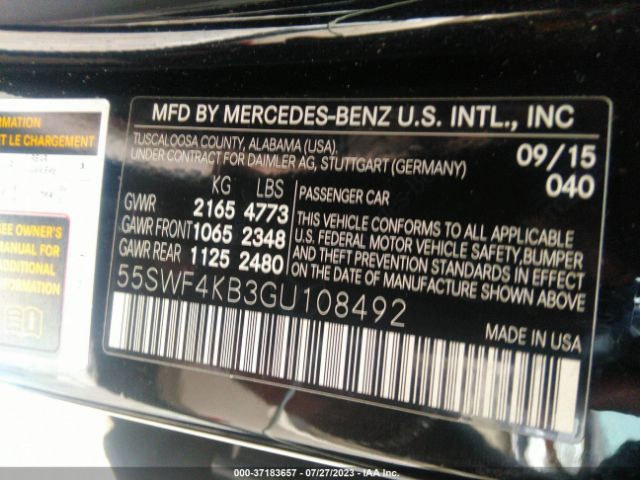 MFD BY MERCEDES-BENZ U.S. INTL., INC
TUSCALOOSA COUNTY, ALABAMA (USA).
UNDER CONTRACT FOR DAIMLER AG, STUTTGART (GERMANY)
09/15
040
KG LBS
GVWR 2165 4773
GAWR FRONT 1065 2348
GAWR REAR 1125 2480
PASSENGER CAR
THIS VEHICLE CONFORMS TO ALL APPLICABLE
U.S. FEDERAL MOTOR VEHICLE SAFETY, BUMPER
AND THEFT PREVENTION STANDARDS IN EFFECT
ON THE DATE OF MANUFACTURE SHOWN ABOVE
55SWF4KB3GU108492
MADE IN USA
RMATION
ET LE CHARGEMENT
SEE OWNER'S
MANUAL FOR
ADDITIONAL
INFORMATION
000-37183657 - 07/27/2023 - IAA Inc.